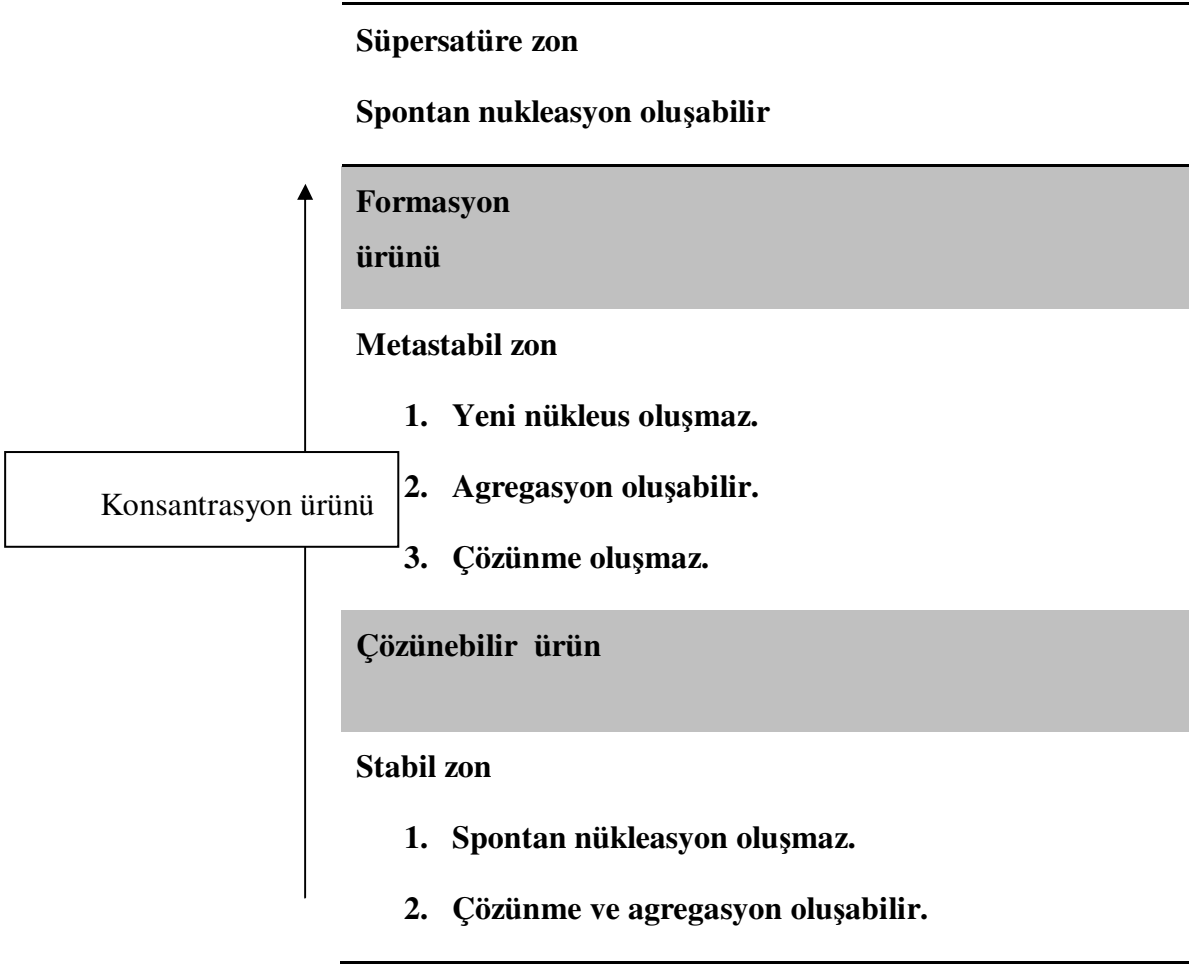 Süpersatüre zon
Spontan nukleasyon oluşabilir
Formasyon
ürünü
Metastabil zon
1. Yeni nükleus oluşmaz.
Konsantrasyon ürünü
2. Agregasyon oluşabilir.
3. Çözünme oluşmaz.
Çözünebilir ürün
Stabil zon
1. Spontan nükleasyon oluşmaz.
2. Çözünme ve agregasyon oluşabilir.